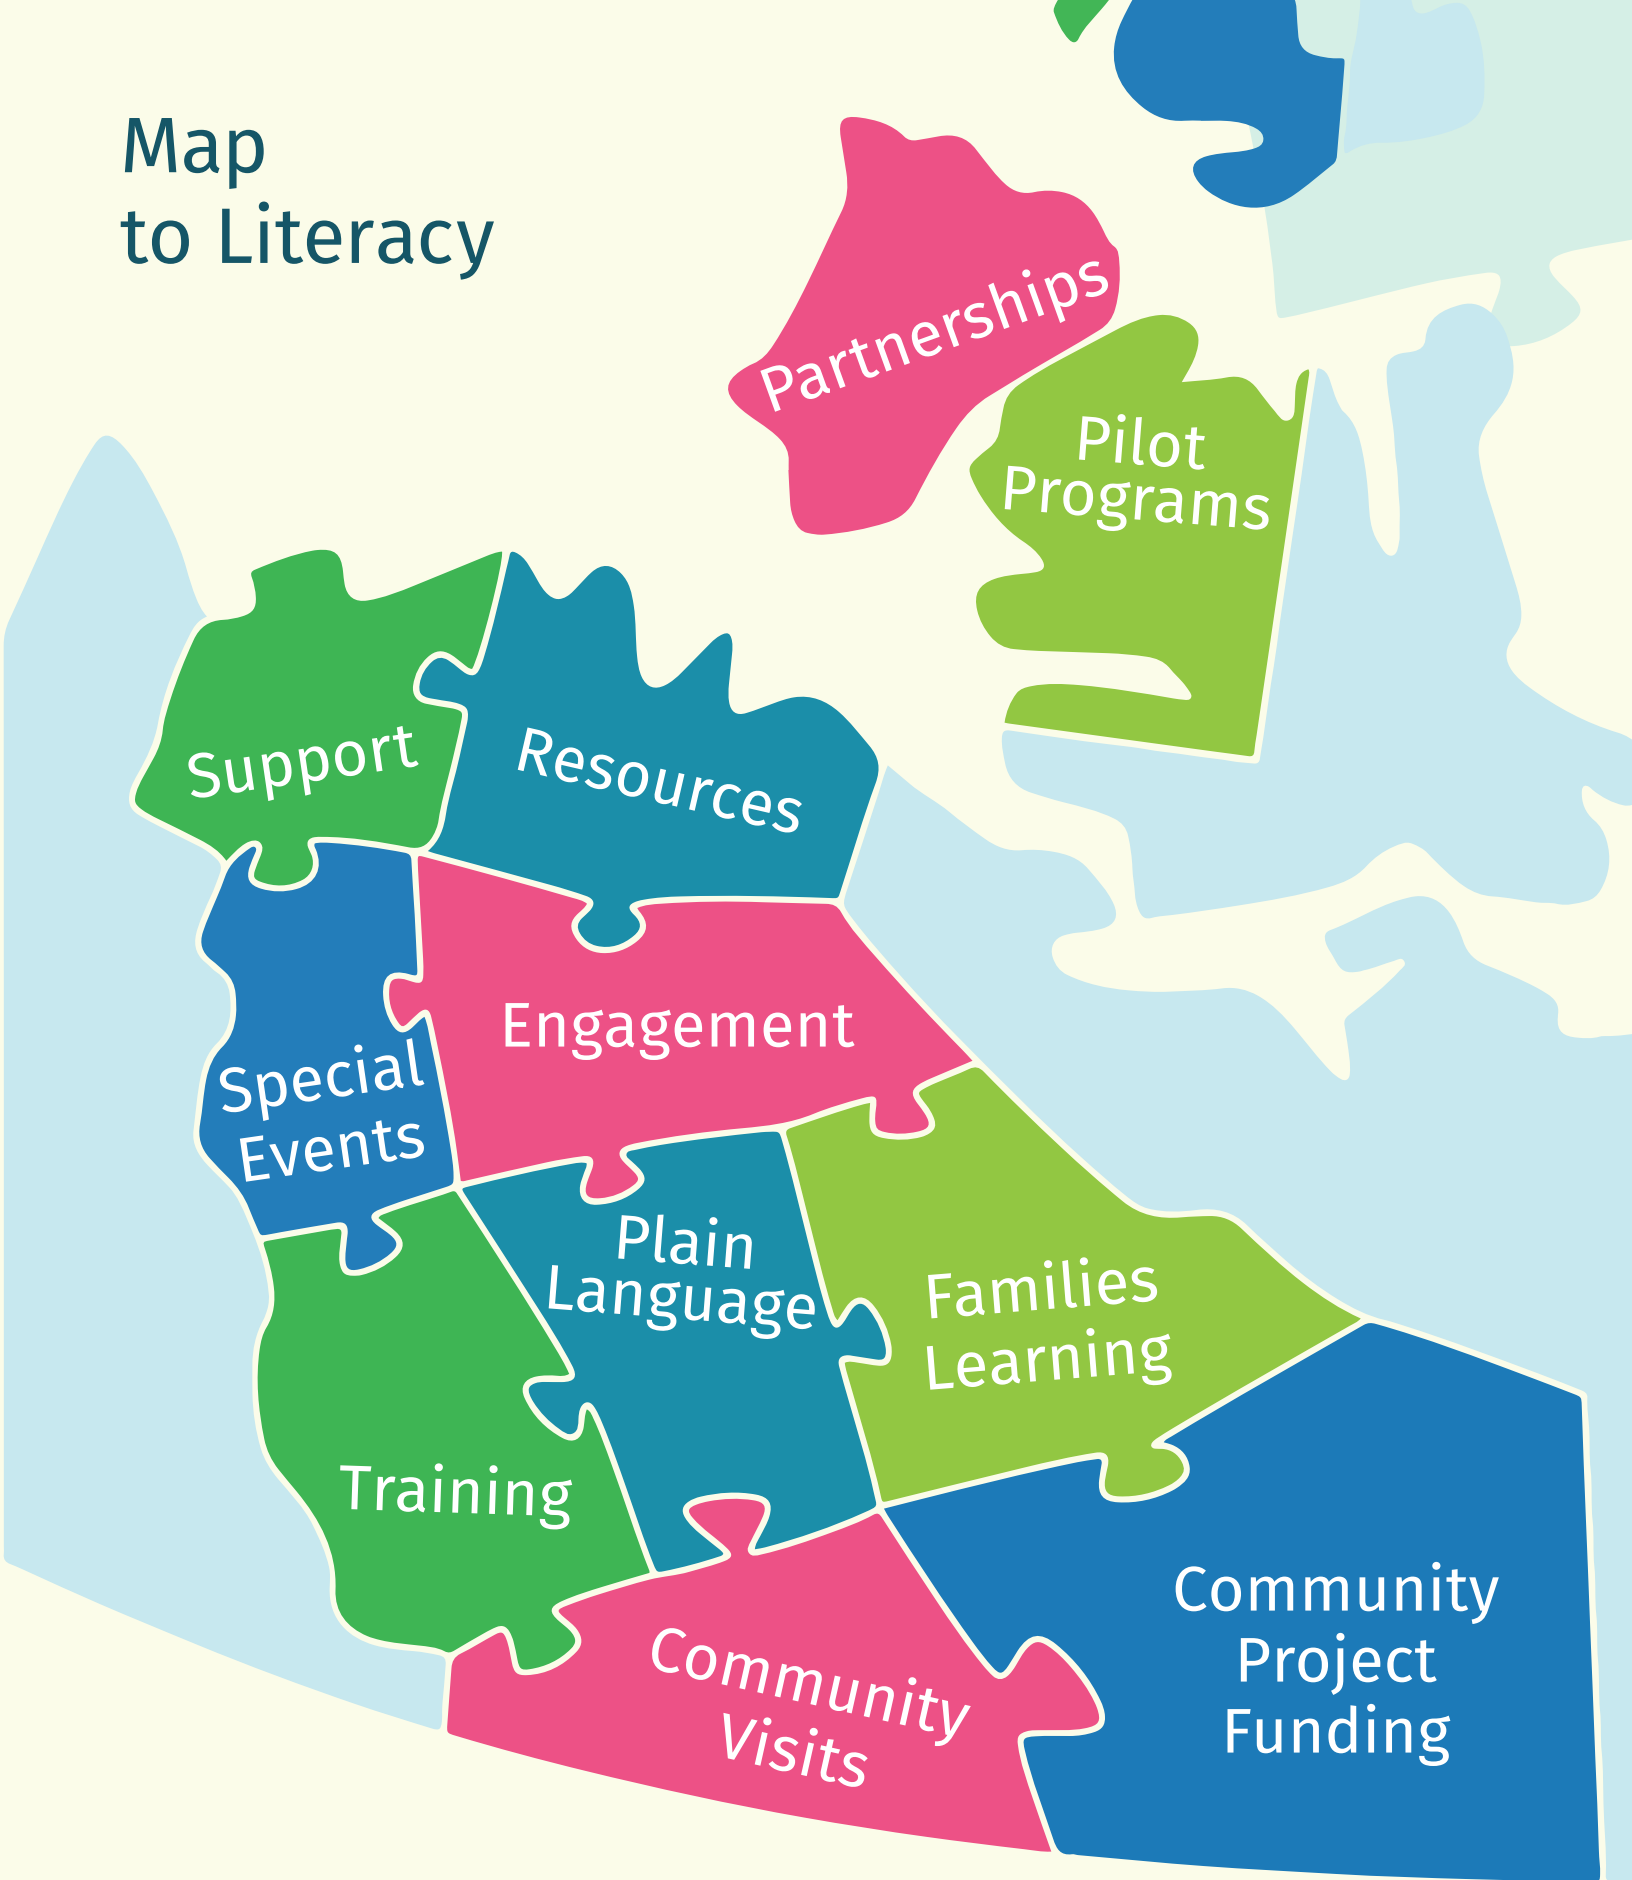 Map
to Literacy
Partnerships
Pilot
Programs
Support
Resources
Engagement
Special
Events
Plain
Language
Families
Learning
Training
Community
Project
Funding
Community
Visits